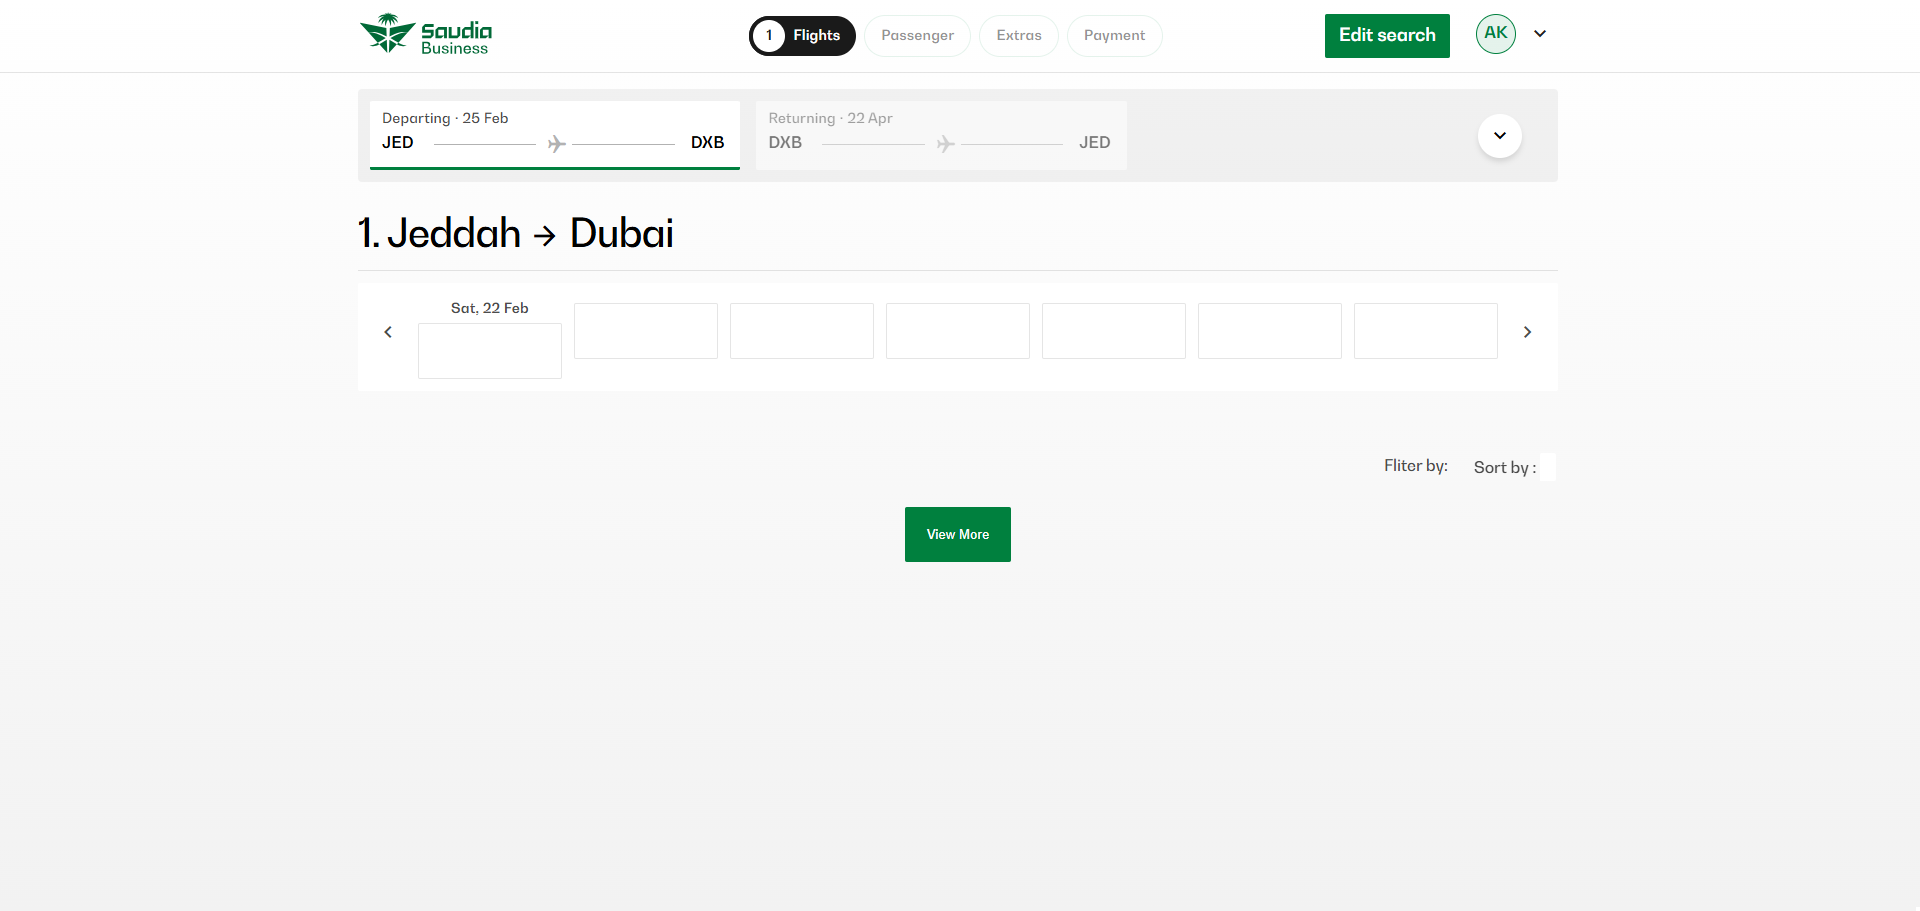 Saudia
Business
1 Flights
Passenger
Extras
Payment
Edit search
AK
Departing · 25 Feb
JED
DXB
Returning · 22 Apr
DXB
JED
1. Jeddah → Dubai
Sat, 22 Feb
Fliter by:
Sort by :
View More